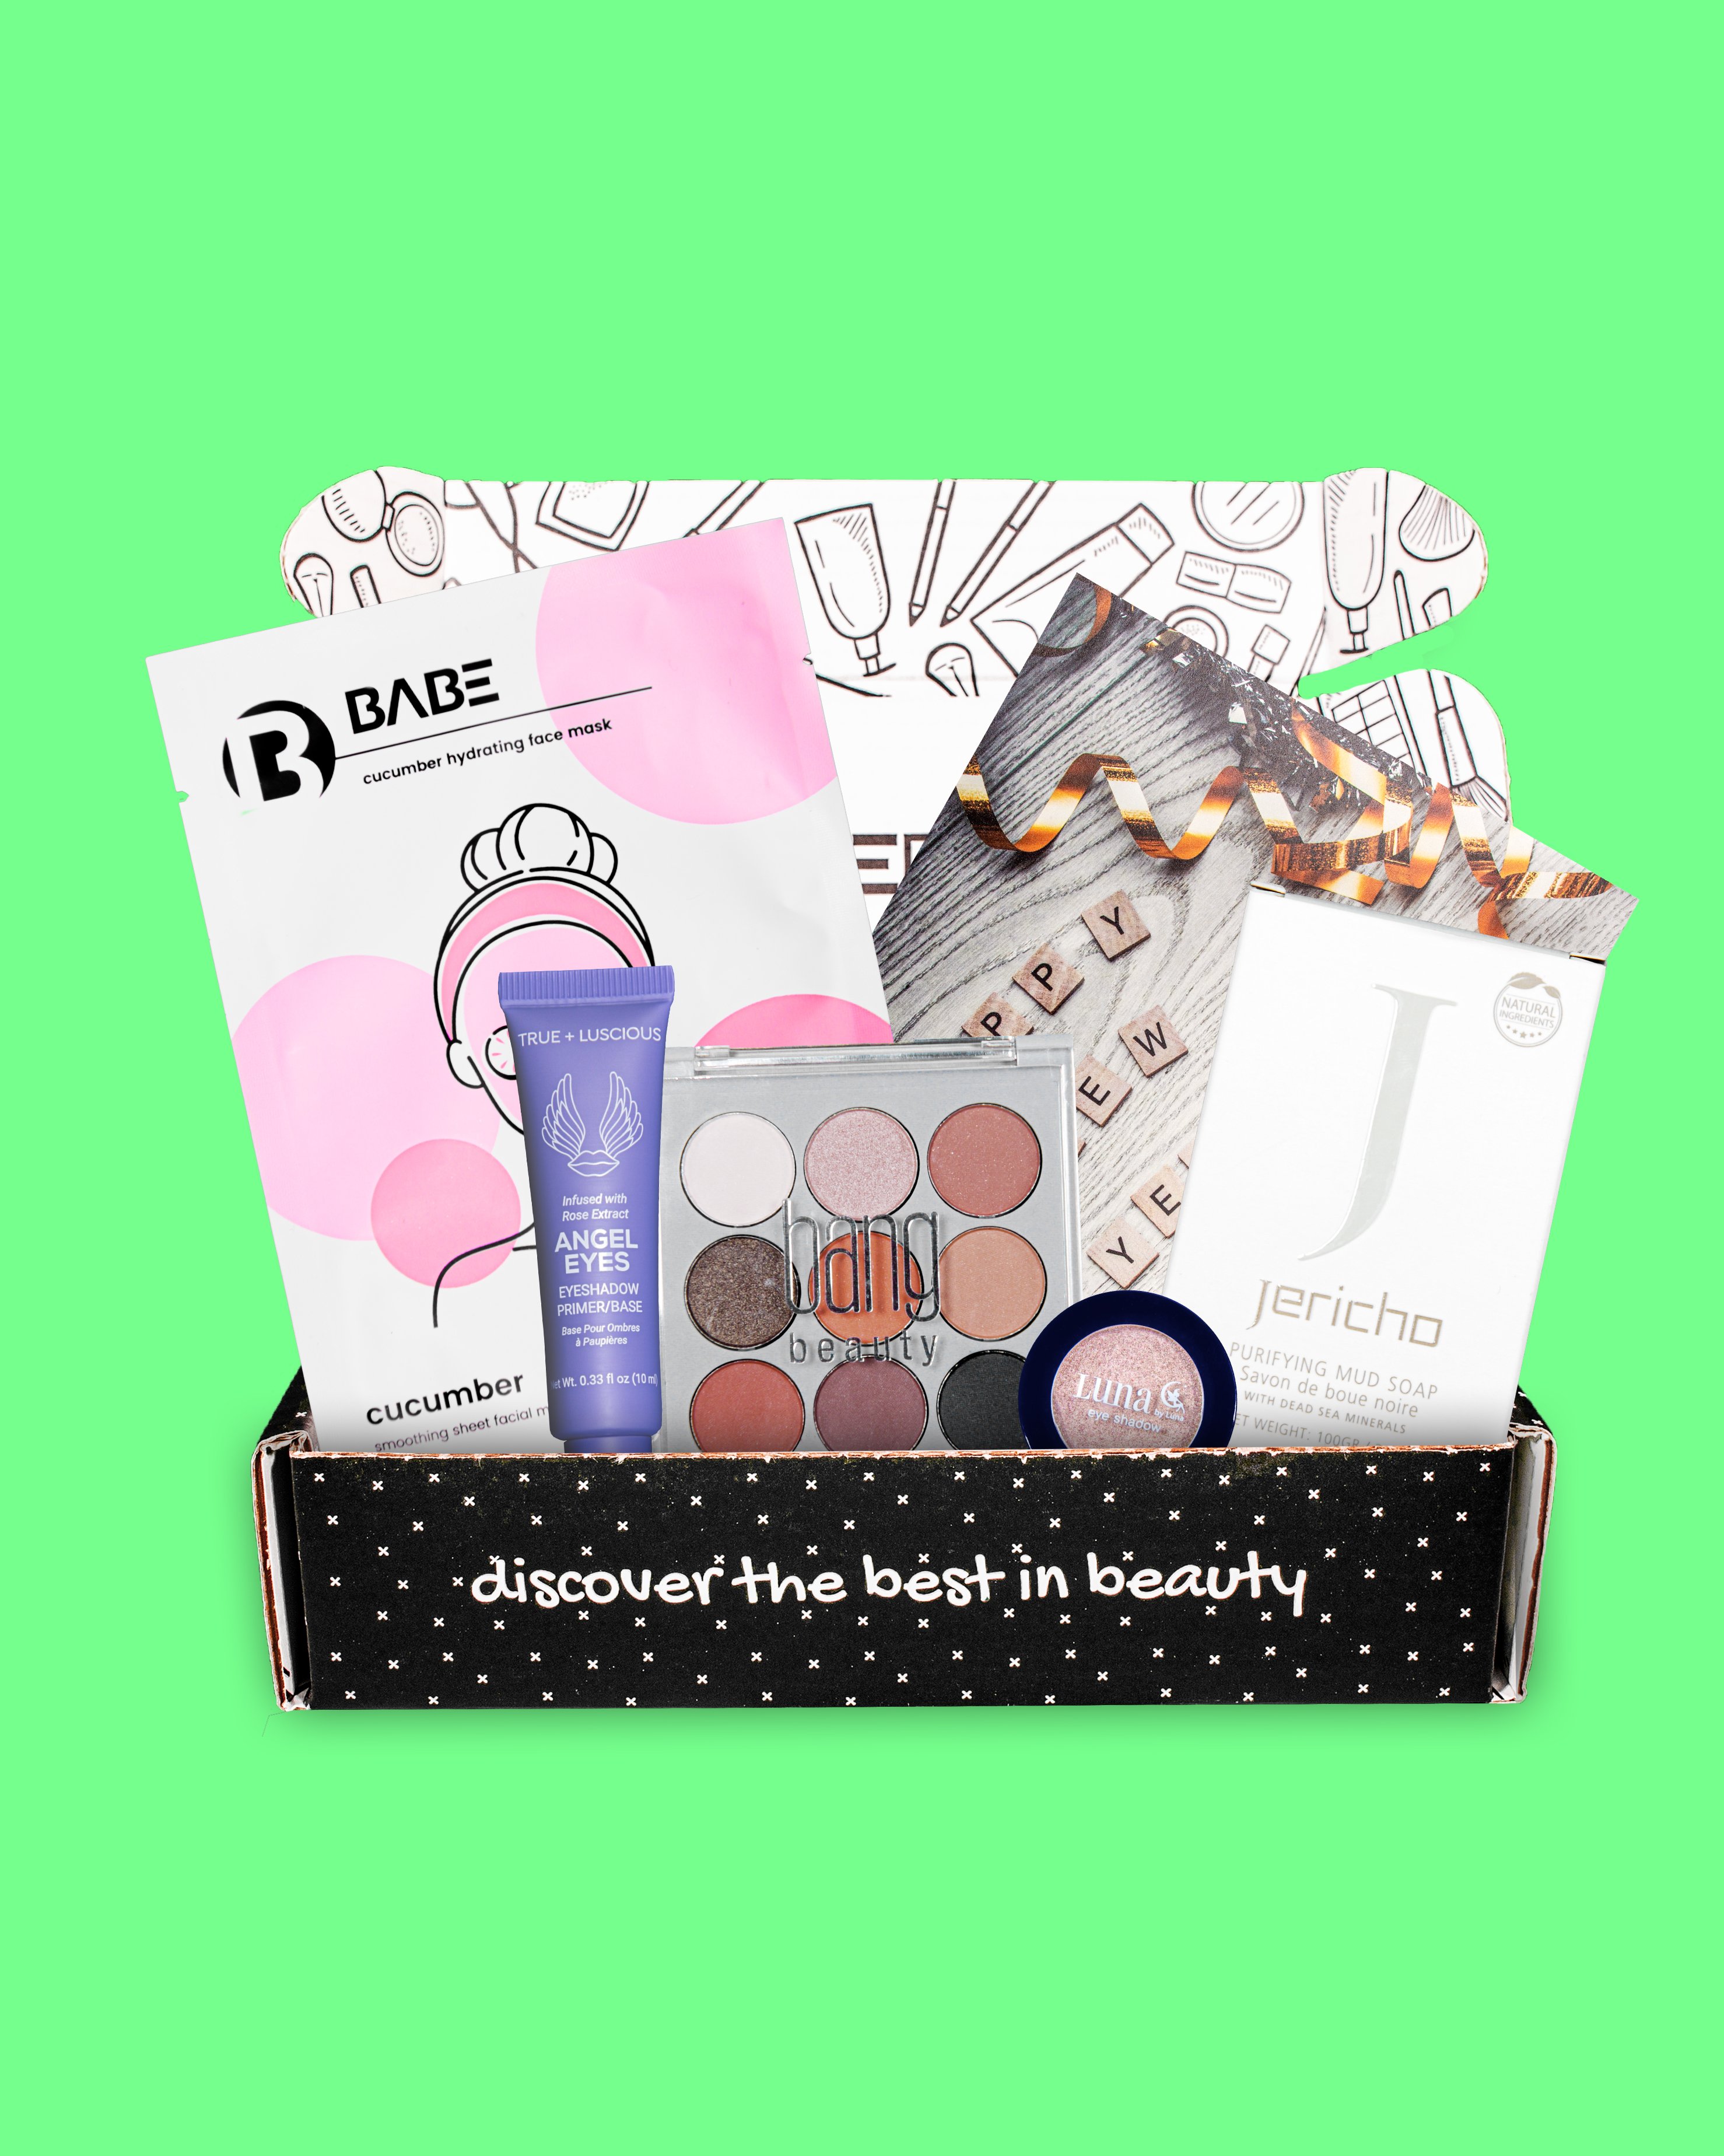 B
BABE
cucumber hydrating face mask
cucumber
smoothing sheet facial
TRUE + LUSCIOUS
Infused with
Rose Extract
ANGEL
EYES
EYESHADOW
PRIMER/BASE
Base Pour Ombres
à Paupières
Wt. 0.33 fl oz (10 ml)
bang
beauty
PPY
EW
YE
Luna
by Luna
eye shadow
NATURAL
INGREDIENTS
J
Jericho
PURIFYING MUD SOAP
Savon de boue noire
WITH DEAD SEA MINERALS
WEIGHT: 100GR
discover the best in beauty